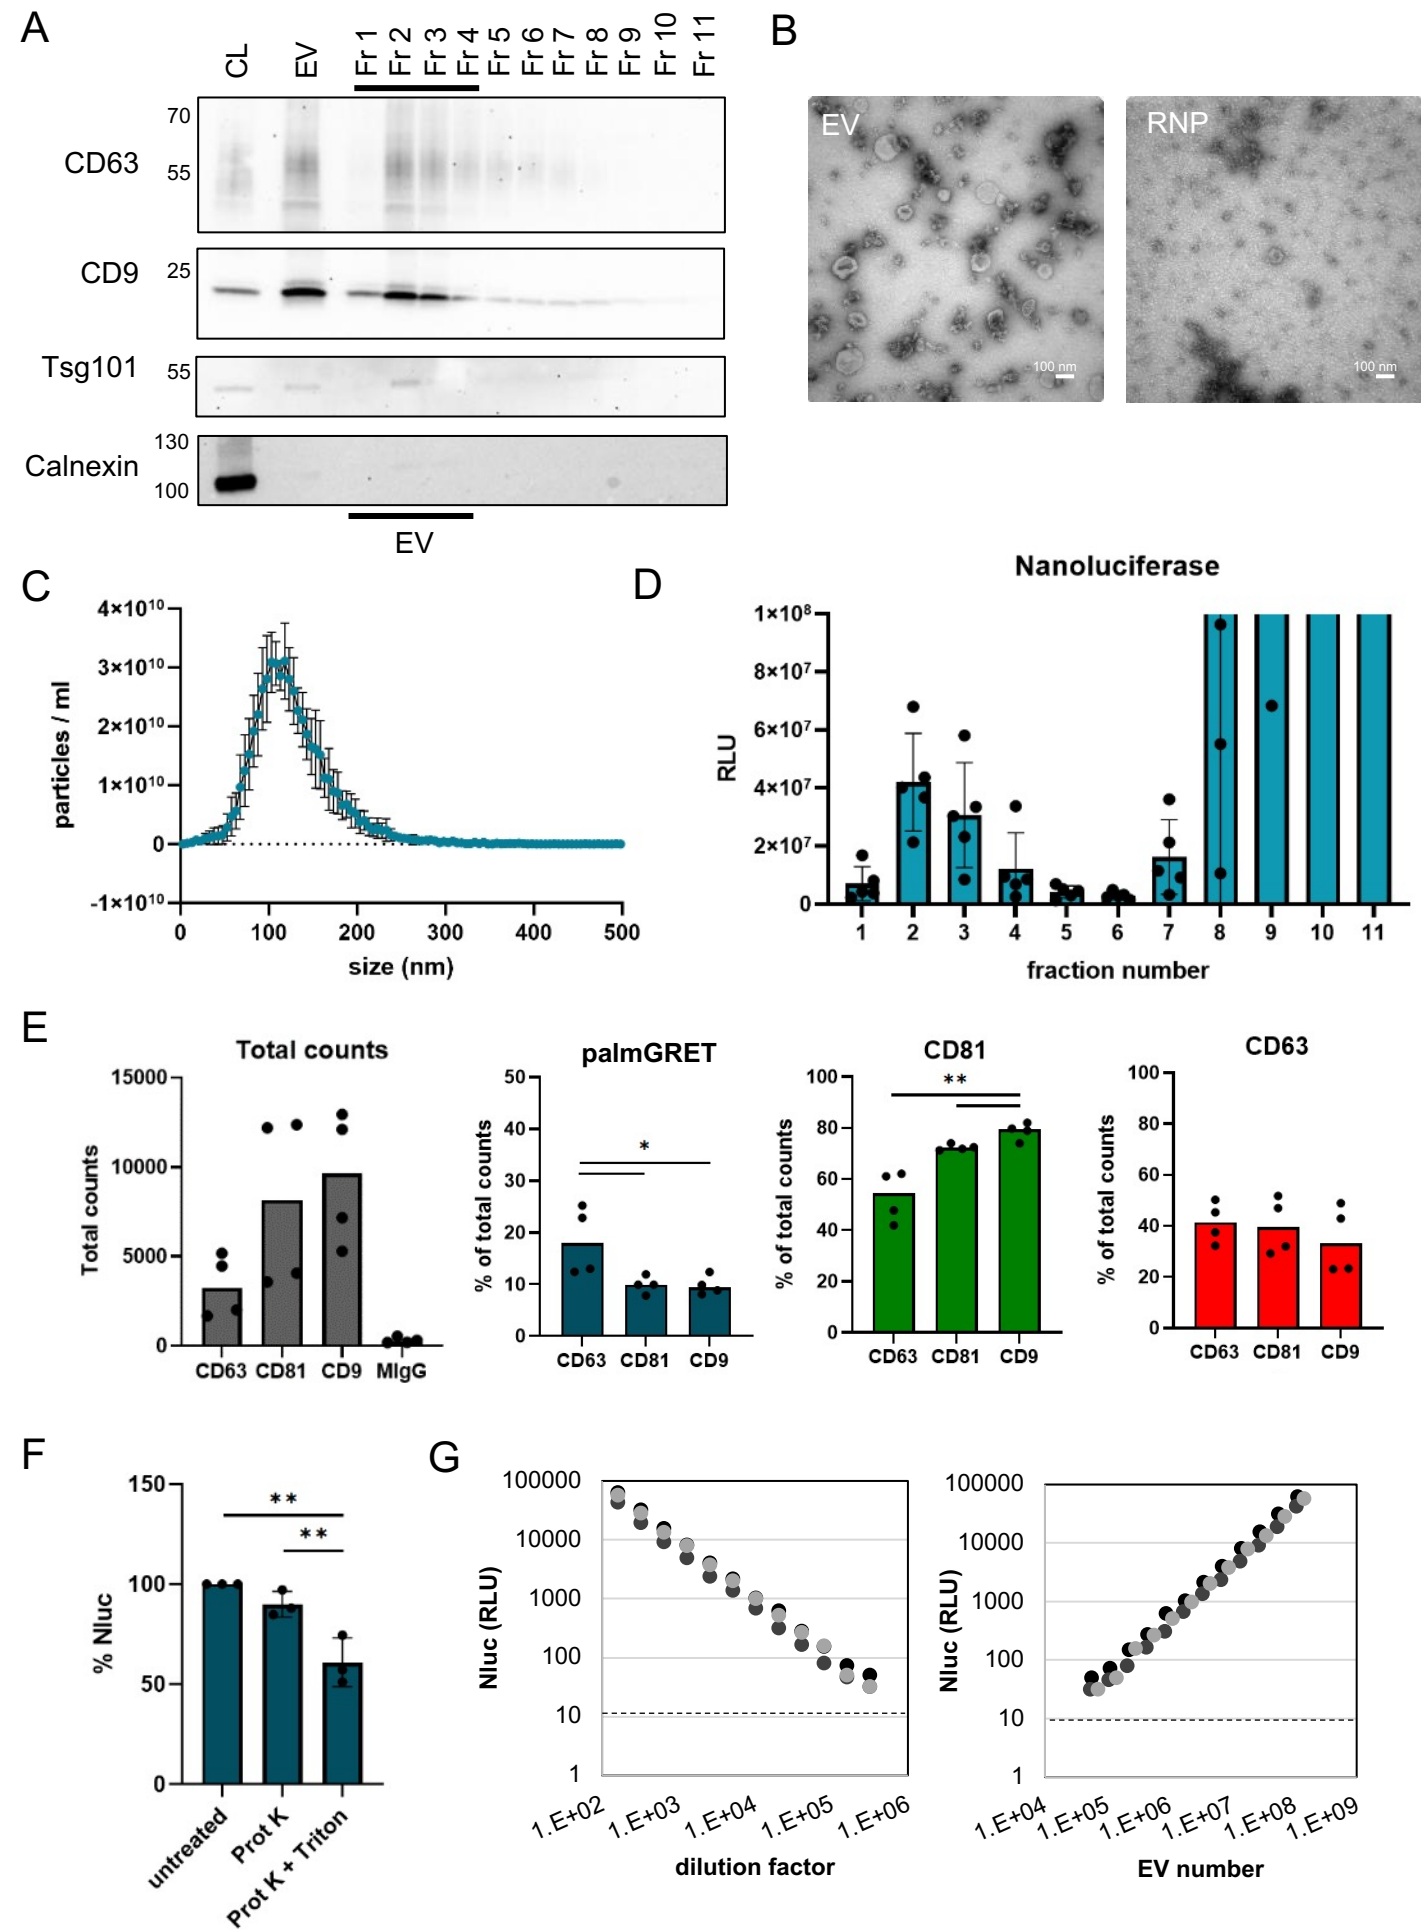 A
CL
EV
Fr 1
Fr 2
Fr 3
Fr 4
Fr 5
Fr 6
Fr 7
Fr 8
Fr 9
Fr 10
Fr 11
70
CD63
55
CD9
25
Tsg101
55
130
Calnexin
100
EV
B
EV
100 nm
RNP
100 nm
C
4×10¹⁰
3×10¹⁰
2×10¹⁰
1×10¹⁰
0
-1×10¹⁰
particles / ml
0 100 200 300 400 500
size (nm)
D
Nanoluciferase
1×10⁸
8×10⁷
6×10⁷
4×10⁷
2×10⁷
0
RLU
1 2 3 4 5 6 7 8 9 10 11
fraction number
E
Total counts
15000
10000
5000
0
Total counts
CD63 CD81 CD9 MIgG
palmGRET
50
40
30
20
10
0
% of total counts
*
CD63 CD81 CD9
CD81
100
80
60
40
20
0
% of total counts
**
CD63 CD81 CD9
CD63
100
80
60
40
20
0
% of total counts
CD63 CD81 CD9
F
150
100
50
0
% Nluc
**
**
untreated
Prot K
Prot K + Triton
G
100000
10000
1000
100
10
1
Nluc (RLU)
1.E+02 1.E+03 1.E+04 1.E+05 1.E+06
dilution factor
100000
10000
1000
100
10
1
Nluc (RLU)
1.E+04 1.E+05 1.E+06 1.E+07 1.E+08 1.E+09
EV number